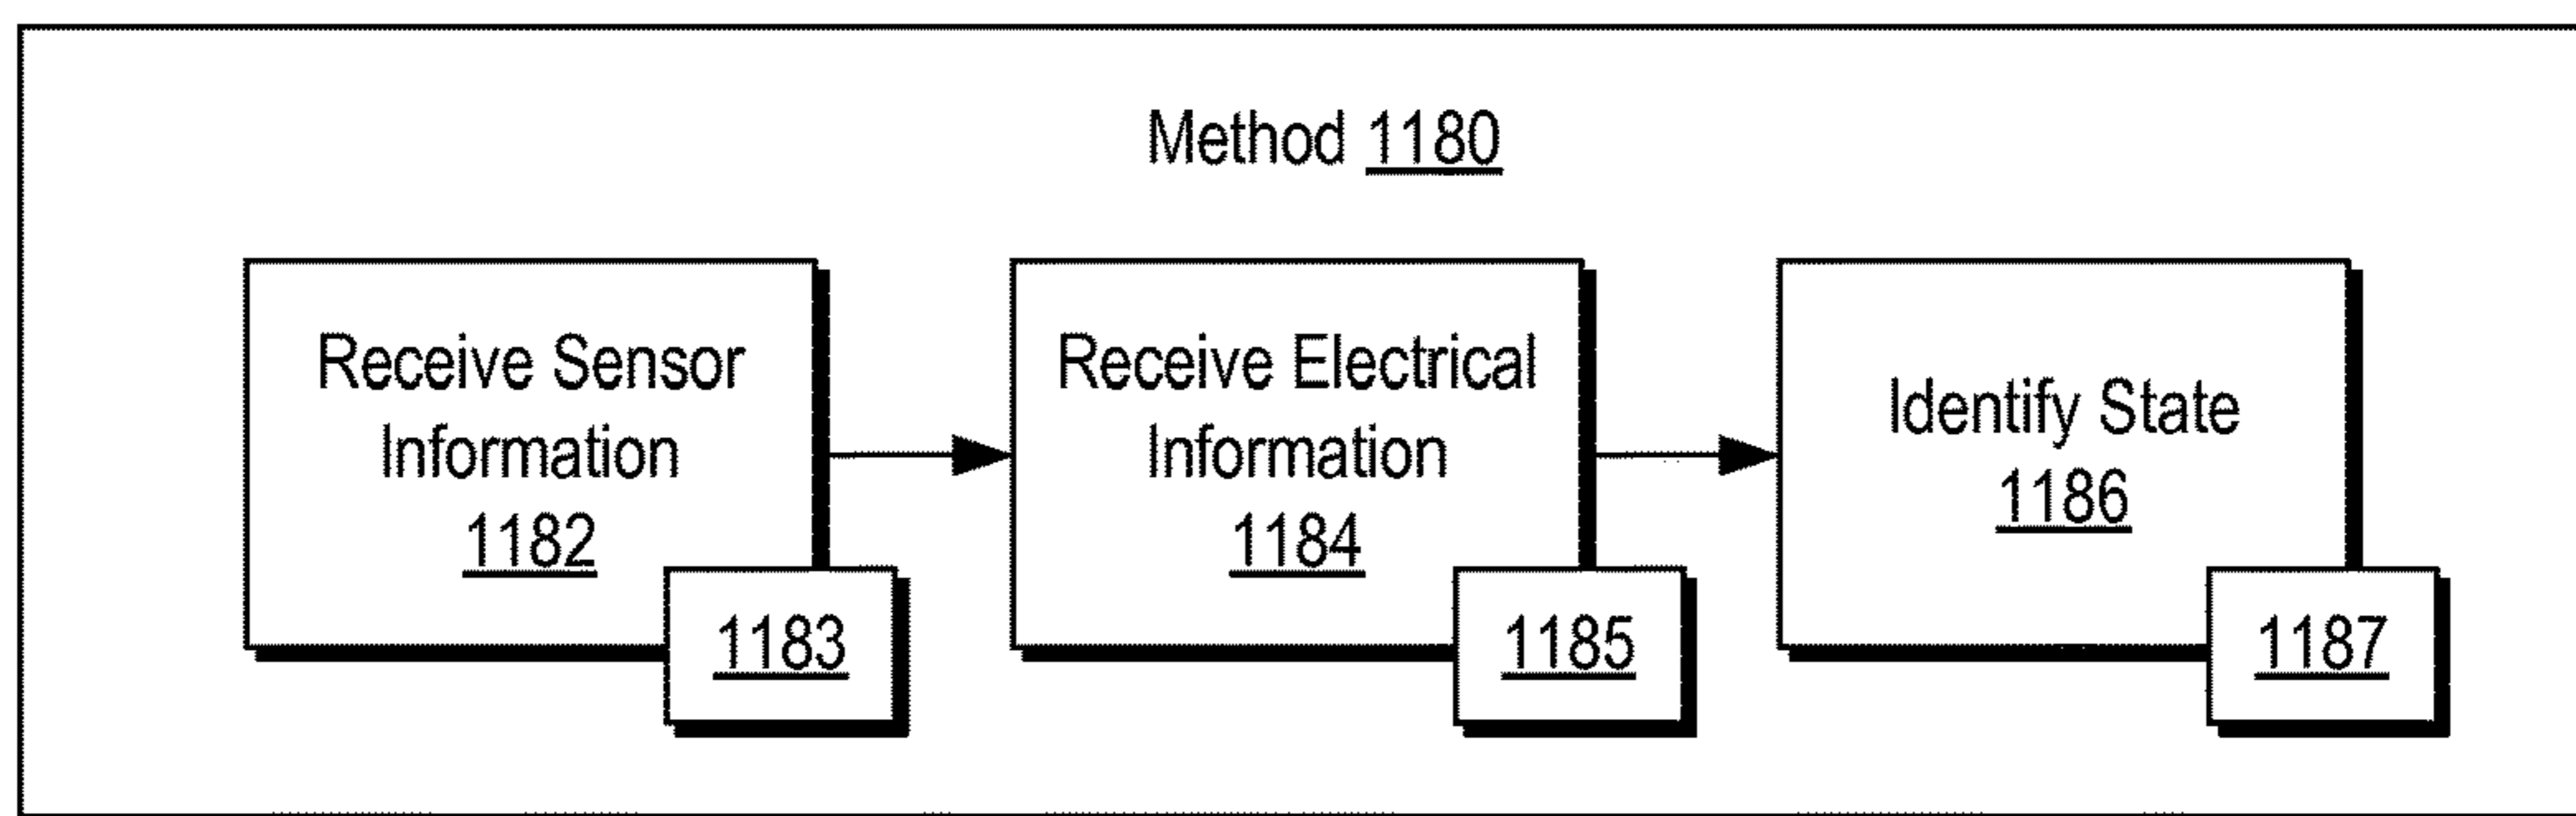 Method 1180
Receive Sensor
Information
1182
1183
Receive Electrical
Information
1184
1185
Identify State
1186
1187